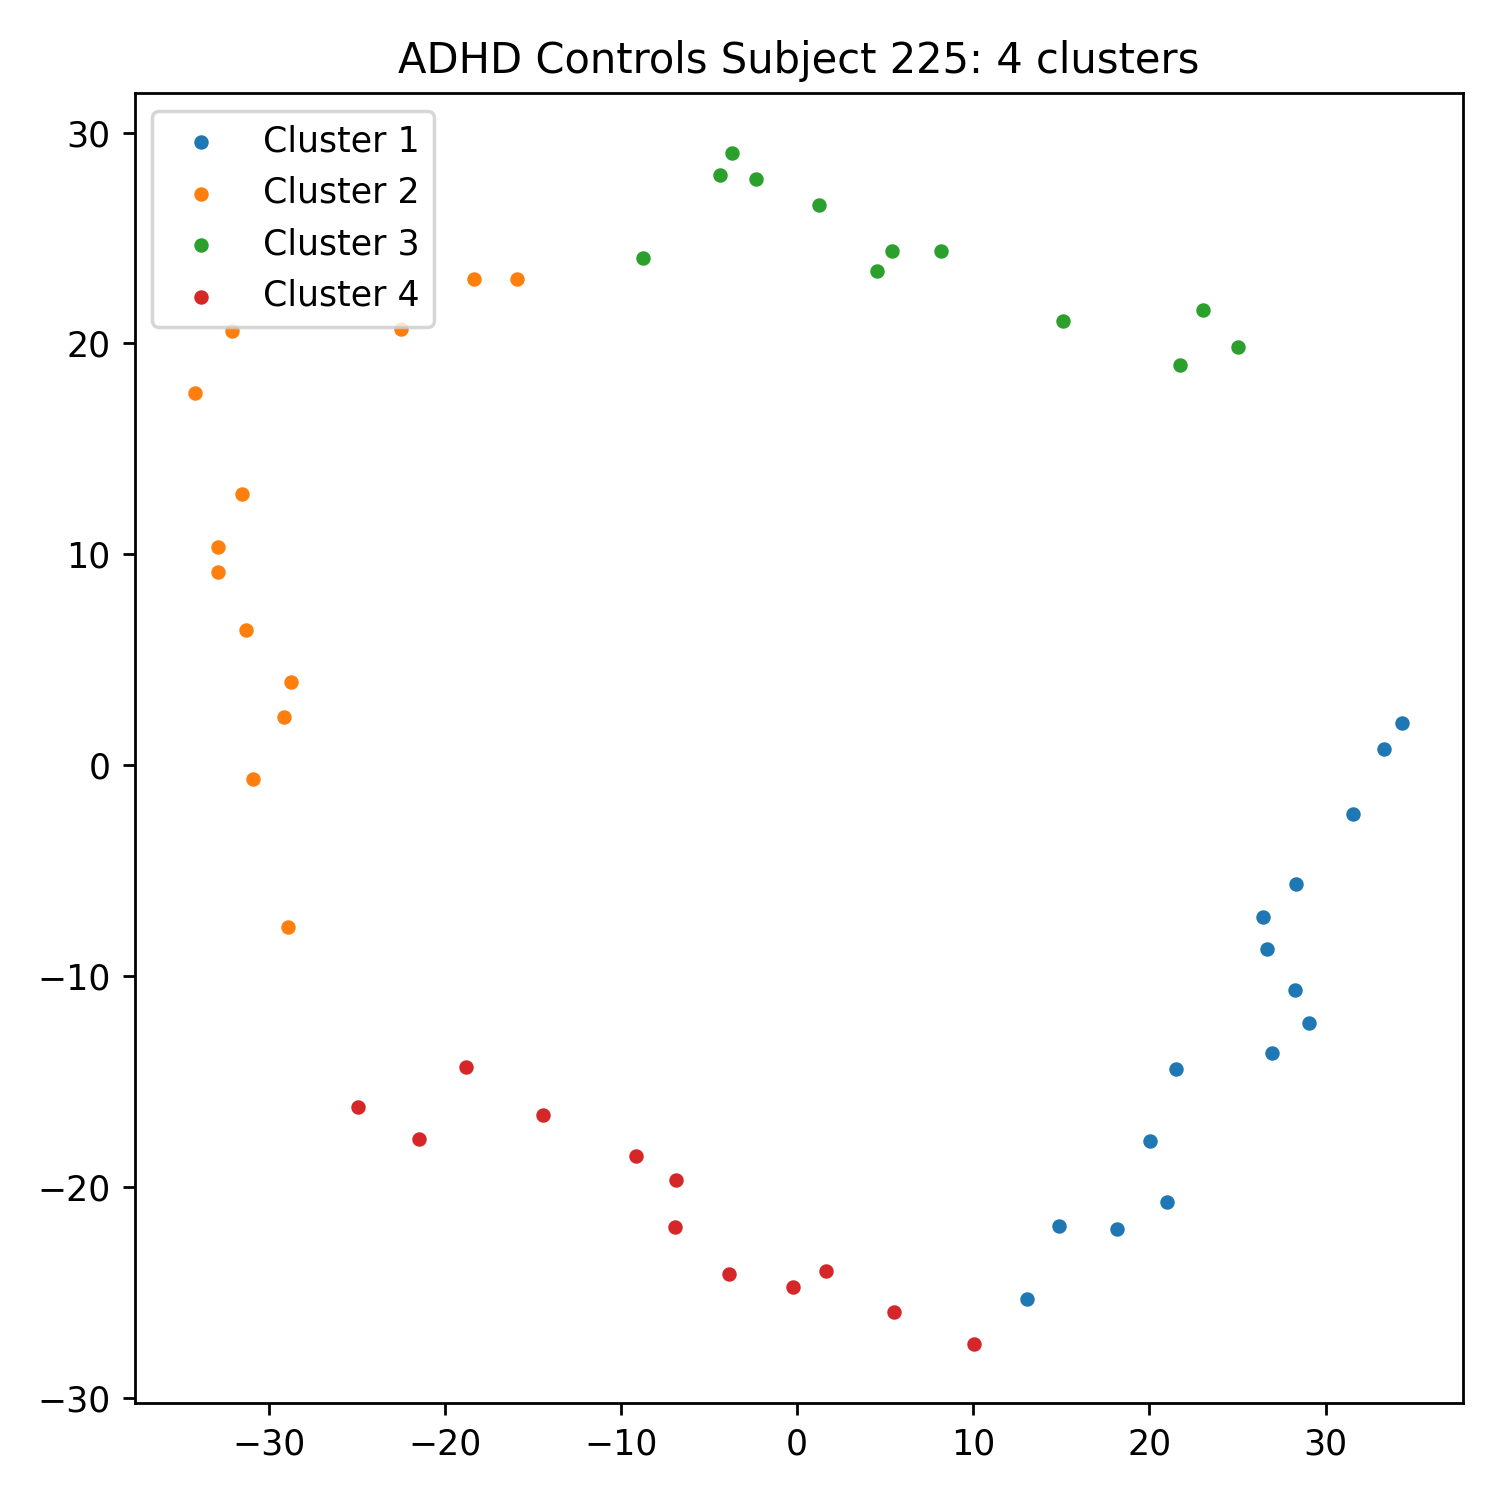 ADHD Controls Subject 225: 4 clusters
Cluster 1
Cluster 2
Cluster 3
Cluster 4
30
20
10
0
−10
−20
−30
−30 −20 −10 0 10 20 30